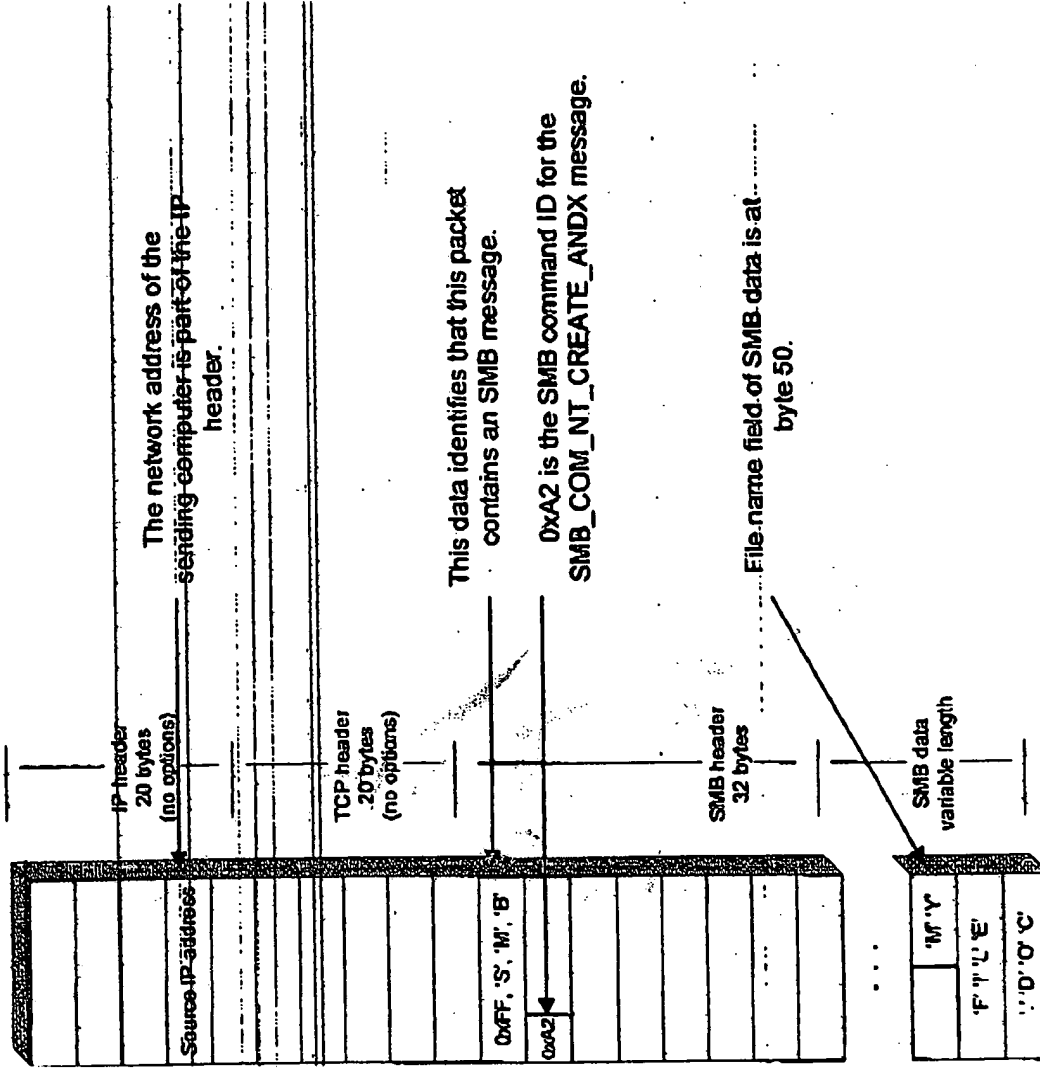 Source IP address
0xFF, 'S', 'M', 'B'
0xA2
'M' 'Y'
'F' 'I' 'L' 'E'
'.' 'D' 'O' 'C'
IP header
20 bytes
(no options)
TCP header
20 bytes
(no options)
SMB header
32 bytes
SMB data
variable length
The network address of the
sending computer is part of the IP
header.
This data identifies that this packet
contains an SMB message.
0xA2 is the SMB command ID for the
SMB_COM_NT_CREATE_ANDX message.
File name field of SMB data is at
byte 50.